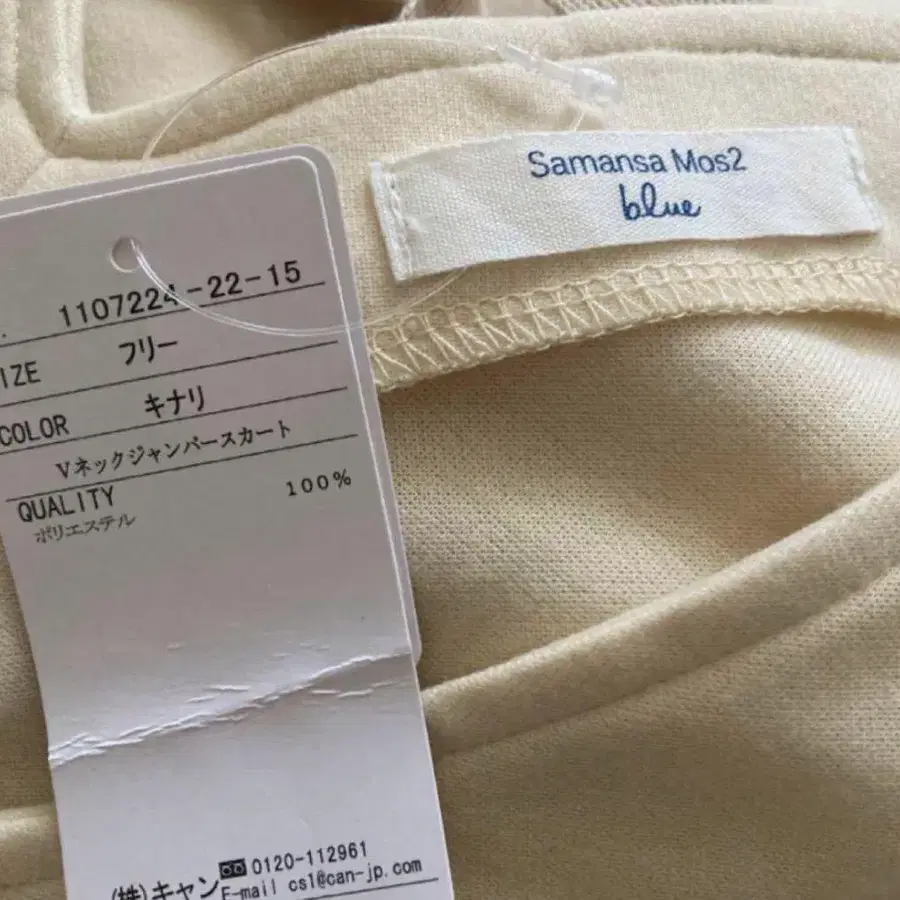 Samansa Mos2
blue
1107224-22-15
IZE フリー
COLOR キナリ
Vネックジャンパースカート
QUALITY 100%
ポリエステル
(株)キャン 0120-112961
E-mail cs1@can-jp.com